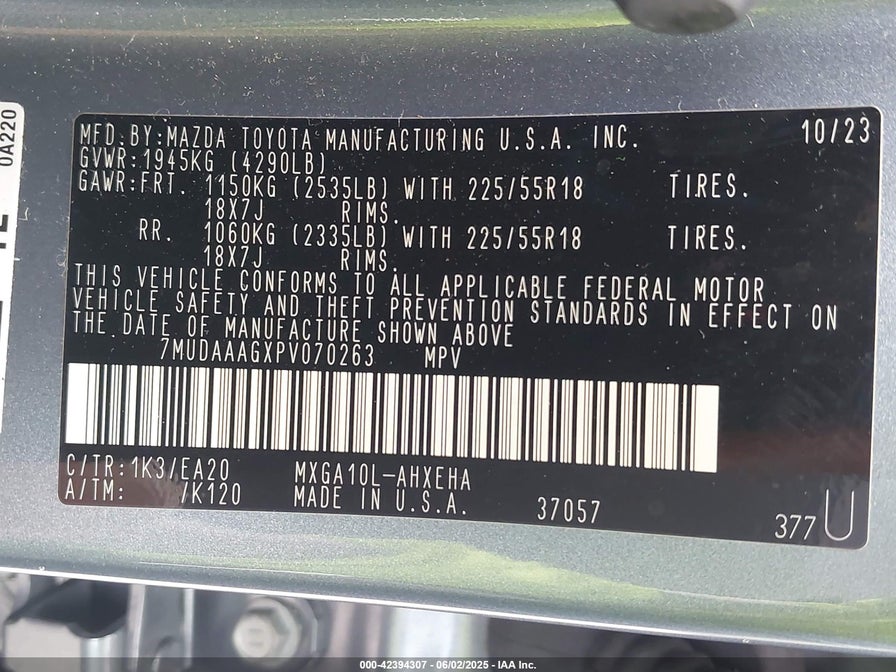 MFD.BY:MAZDA TOYOTA MANUFACTURING U.S.A. INC. 10/23
GVWR:1945KG (4290LB)
GAWR:FRT. 1150KG (2535LB) WITH 225/55R18 TIRES.
18X7J RIMS.
RR. 1060KG (2335LB) WITH 225/55R18 TIRES.
18X7J RIMS.
THIS VEHICLE CONFORMS TO ALL APPLICABLE FEDERAL MOTOR
VEHICLE SAFETY AND THEFT PREVENTION STANDARDS IN EFFECT ON
THE DATE OF MANUFACTURE SHOWN ABOVE
7MUDAAAGXPV070263 MPV
C/TR:1K3/EA20 MXGA10L-AHXEHA
A/TM: /K120 MADE IN U.S.A. 37057
377 U
0A220
000-42394307 - 06/02/2025 - IAA Inc.